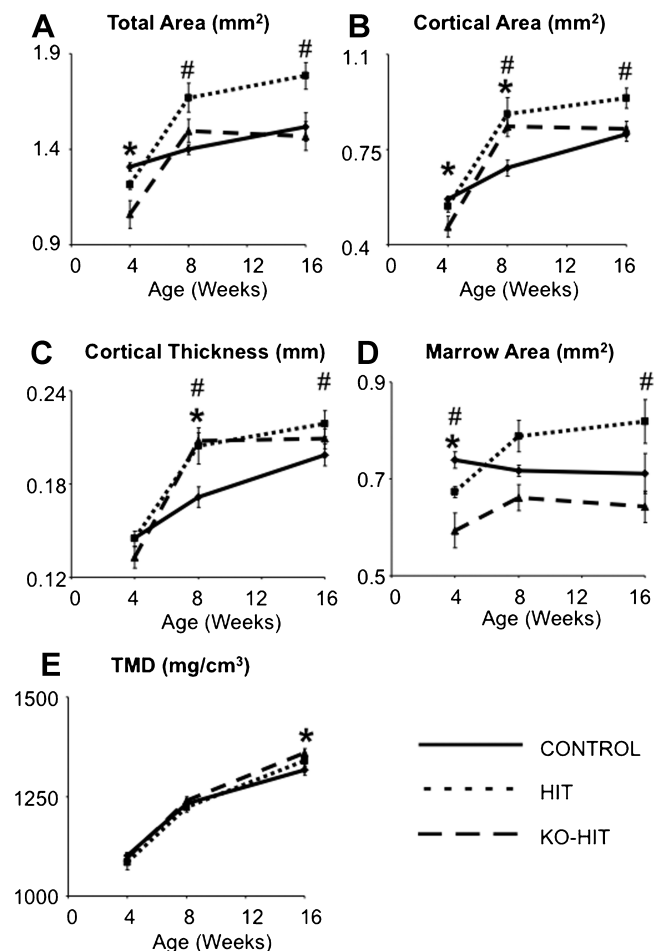 A Total Area (mm²)
1.9
#
#
*
1.4
0.9
0 4 8 12 16
Age (Weeks)
B Cortical Area (mm²)
1.1
#
#
*
*
0.75
0.4
0 4 8 12 16
Age (Weeks)
C Cortical Thickness (mm)
0.24
#
#
*
0.18
0.12
0 4 8 12 16
Age (Weeks)
D Marrow Area (mm²)
0.9
#
#
*
0.7
0.5
0 4 8 12 16
Age (Weeks)
E TMD (mg/cm³)
1500
*
1250
1000
0 4 8 12 16
Age (Weeks)
CONTROL
HIT
KO-HIT